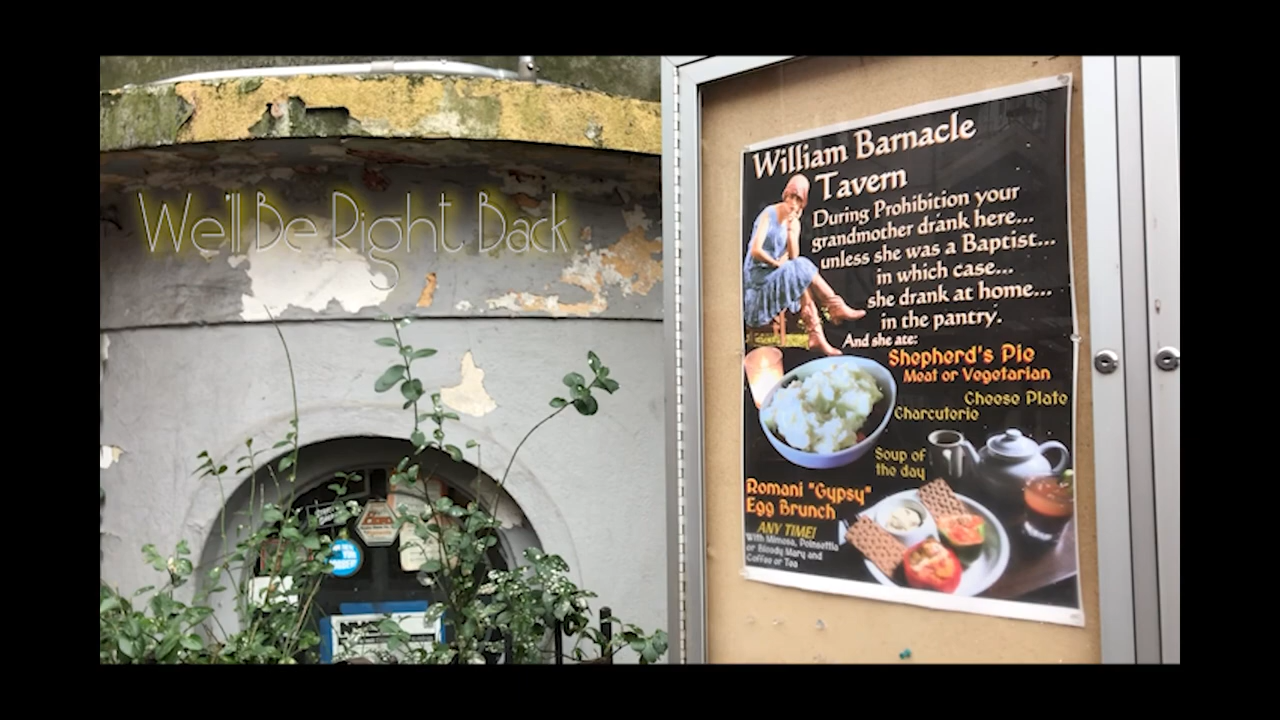 We'll Be Right Back
William Barnacle
Tavern
During Prohibition your
grandmother drank here...
unless she was a Baptist...
in which case...
she drank at home...
in the pantry.
And she ate:
Shepherd's Pie
Meat or Vegetarian
Cheese Plate
Charcuterie
Soup of
the day
Romani "Gypsy"
Egg Brunch
ANY TIME!
With Mimosa, Poinsettia
or Bloody Mary and
Coffee or Tea